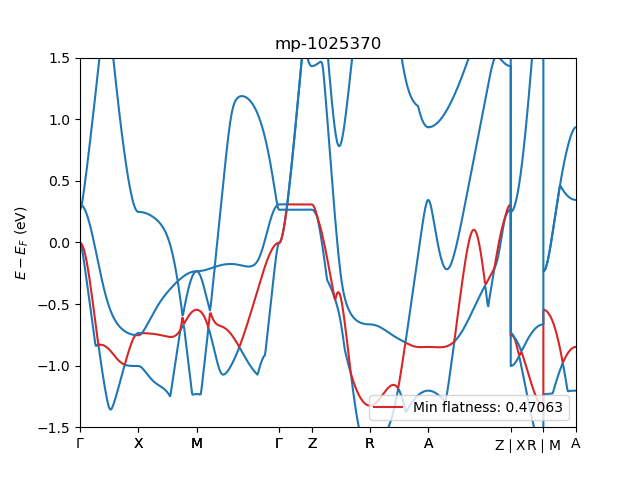 mp-1025370
E − E_F (eV)
1.5
1.0
0.5
0.0
−0.5
−1.0
−1.5
Min flatness: 0.47063
Γ X M Γ Z R A Z | X R | M A